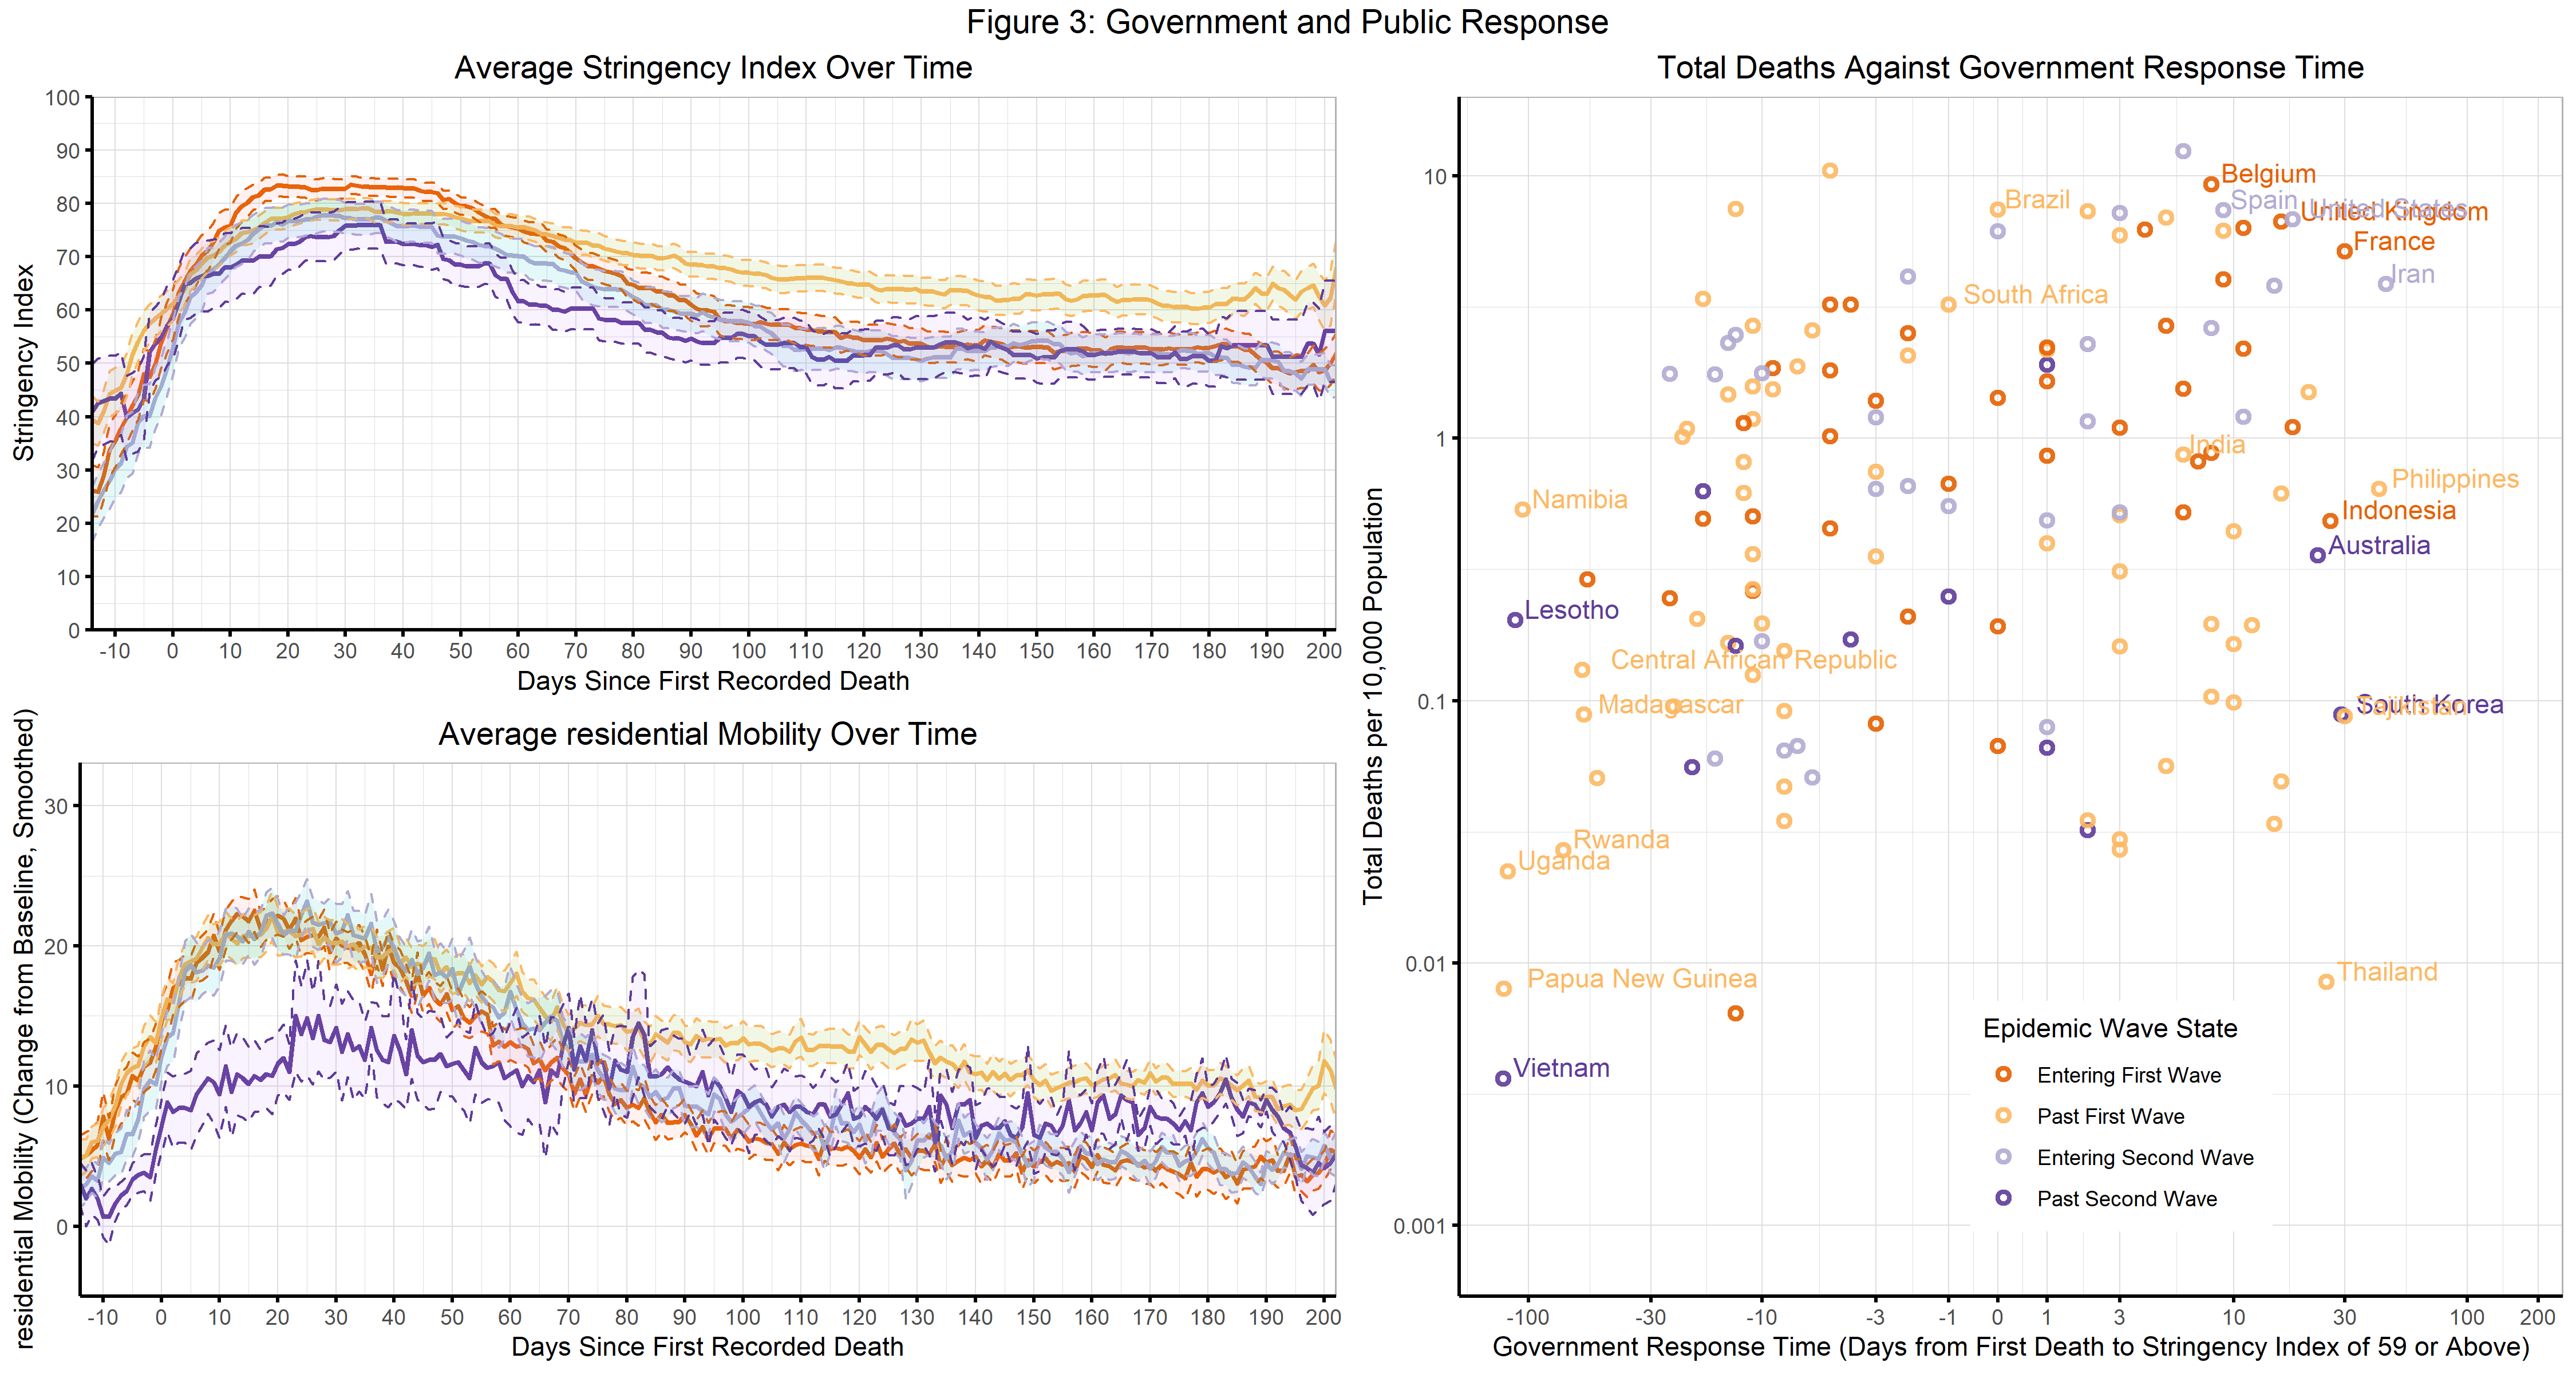 Figure 3: Government and Public Response
Average Stringency Index Over Time
Stringency Index
100
90
80
70
60
50
40
30
20
10
0
-10 0 10 20 30 40 50 60 70 80 90 100 110 120 130 140 150 160 170 180 190 200
Days Since First Recorded Death
Average residential Mobility Over Time
residential Mobility (Change from Baseline, Smoothed)
30
20
10
0
-10 0 10 20 30 40 50 60 70 80 90 100 110 120 130 140 150 160 170 180 190 200
Days Since First Recorded Death
Total Deaths Against Government Response Time
Total Deaths per 10,000 Population
10
1
0.1
0.01
0.001
Belgium
Brazil
Spain
United States
United Kingdom
France
Iran
South Africa
India
Philippines
Namibia
Indonesia
Australia
Lesotho
Central African Republic
Madagascar
South Korea
Tajikistan
Rwanda
Uganda
Papua New Guinea
Thailand
Vietnam
Epidemic Wave State
Entering First Wave
Past First Wave
Entering Second Wave
Past Second Wave
-100 -30 -10 -3 -1 0 1 3 10 30 100 200
Government Response Time (Days from First Death to Stringency Index of 59 or Above)